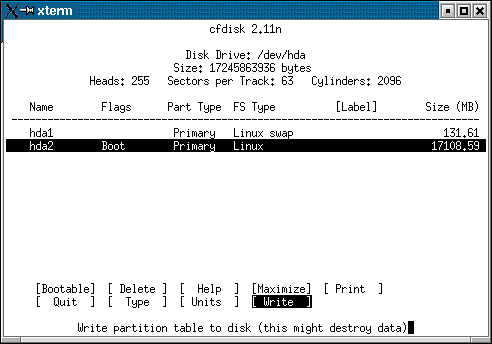 xterm
cfdisk 2.11n
Disk Drive: /dev/hda
Size: 17245863936 bytes
Heads: 255   Sectors per Track: 63   Cylinders: 2096
Name   Flags   Part Type   FS Type   [Label]   Size (MB)
hda1   Primary   Linux swap   131.61
hda2   Boot   Primary   Linux   17108.59
[Bootable]  [ Delete ]  [  Help  ]  [Maximize]  [ Print  ]
[  Quit  ]  [  Type  ]  [ Units  ]  [ Write  ]
Write partition table to disk (this might destroy data)